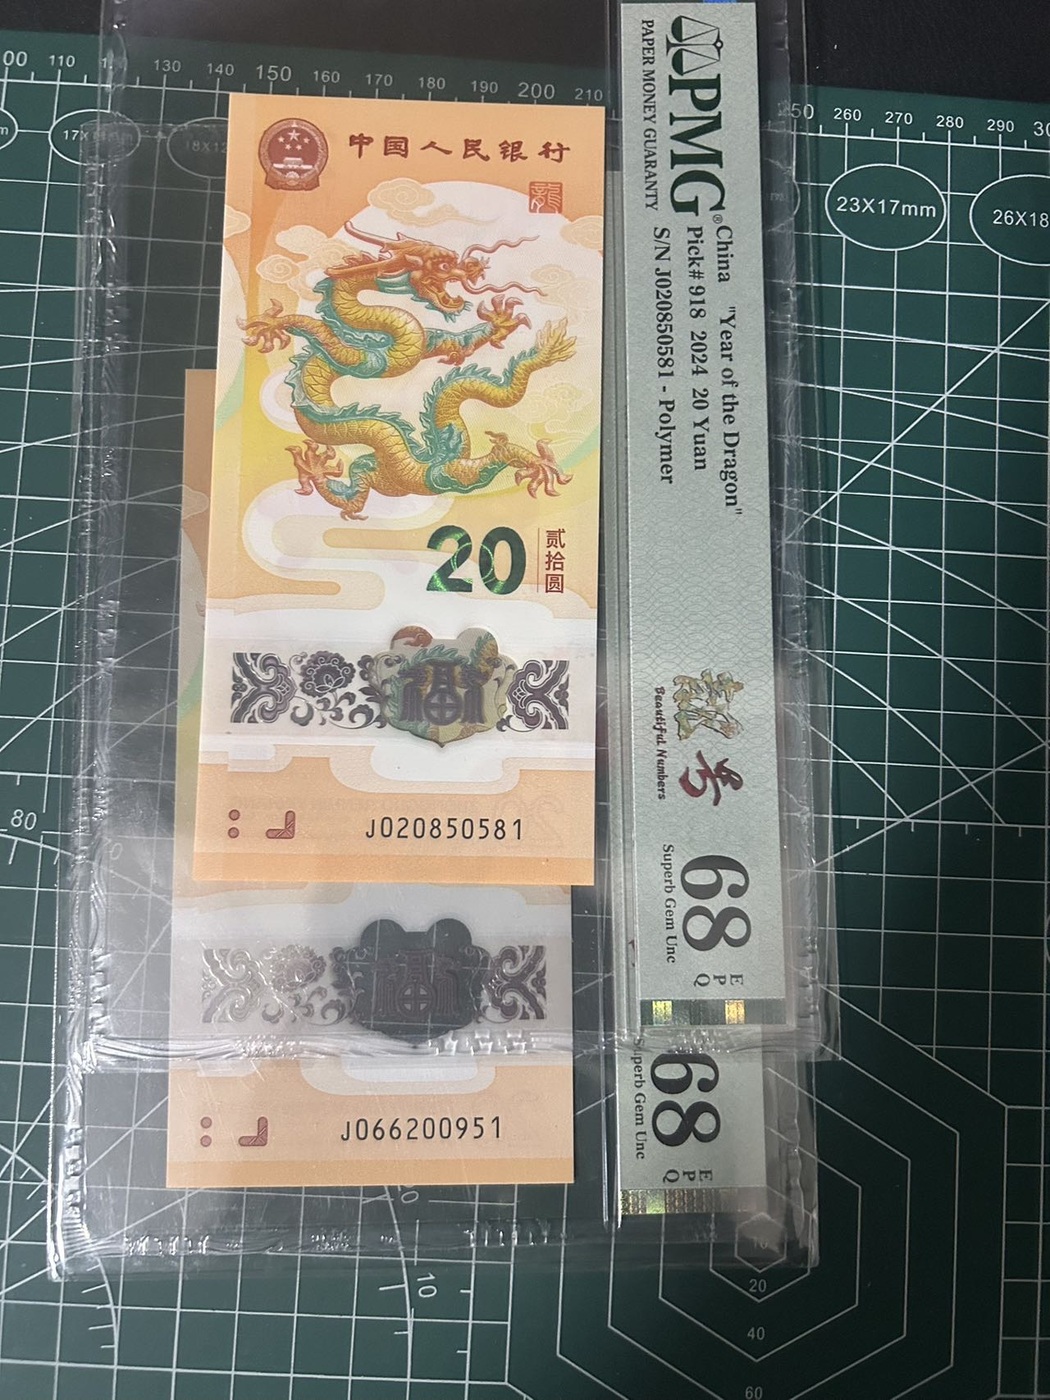 100 110 130 140 150 160 170 180 190 200 210 250 260 270 280 290
23X17mm
26X18
中国人民银行
龍
20
贰拾圆
福
J020850581
福
J066200951
PMG®
PAPER MONEY GUARANTY
China "Year of the Dragon"
Pick# 918 2024 20 Yuan
S/N J020850581 - Polymer
号
Beautiful Numbers
68
EPQ
Superb Gem Unc
68
EPQ
Superb Gem Unc
80
10
20
40
60